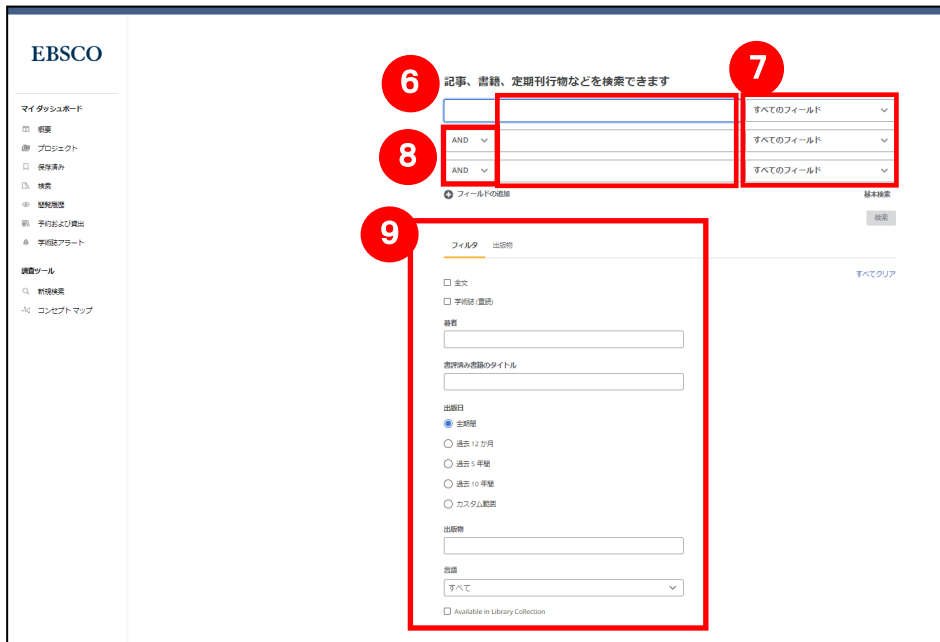 EBSCO
マイ ダッシュボード
概要
プロジェクト
保存済み
検索
閲覧履歴
予約および貸出
学術誌アラート
調査ツール
新規検索
コンセプト マップ
6
記事、書籍、定期刊行物などを検索できます
7
すべてのフィールド
8
AND
すべてのフィールド
AND
すべてのフィールド
フィールドの追加
基本検索
検索
9
フィルタ 出版物
すべてクリア
全文
学術誌 (査読)
著者
書評済み書籍のタイトル
出版日
全期間
過去 12 か月
過去 5 年間
過去 10 年間
カスタム範囲
出版物
言語
すべて
Available in Library Collection